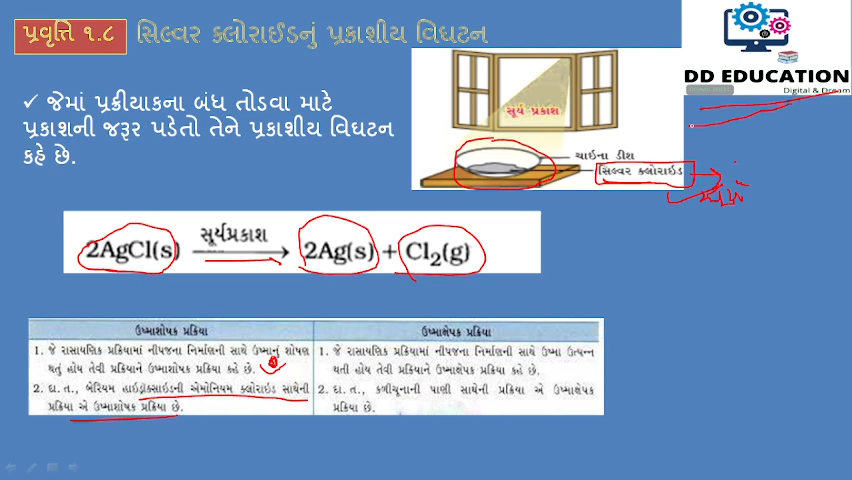 પ્રવૃત્તિ ૧.૮ સિલ્વર ક્લોરાઈડનું પ્રકાશીય વિઘટન
DD EDUCATION
Digital & Dream
✓ જેમાં પ્રક્રીયાકના બંધ તોડવા માટે
પ્રકાશની જરૂર પડેતો તેને પ્રકાશીય વિઘટન
કહે છે.
સૂર્ય પ્રકાશ
ચાઇના ડીશ
સિલ્વર ક્લોરાઈડ
2AgCl(s) સૂર્યપ્રકાશ → 2Ag(s) + Cl₂(g)
ઉષ્માશોષક પ્રક્રિયા
1. જે રાસાયણિક પ્રક્રિયામાં નીપજના નિર્માણની સાથે ઉષ્માનું શોષણ
થતું હોય તેવી પ્રક્રિયાને ઉષ્માશોષક પ્રક્રિયા કહે છે.
2. દા.ત., બેરિયમ હાઇડ્રોક્સાઇડની એમોનિયમ ક્લોરાઇડ સાથેની
પ્રક્રિયા એ ઉષ્માશોષક પ્રક્રિયા છે.
ઉષ્માક્ષેપક પ્રક્રિયા
1. જે રાસાયણિક પ્રક્રિયામાં નીપજના નિર્માણની સાથે ઉષ્મા ઉત્પન્ન
થતી હોય તેવી પ્રક્રિયાને ઉષ્માક્ષેપક પ્રક્રિયા કહે છે.
2. દા.ત., કળીચૂનાની પાણી સાથેની પ્રક્રિયા એ ઉષ્માક્ષેપક
પ્રક્રિયા છે.